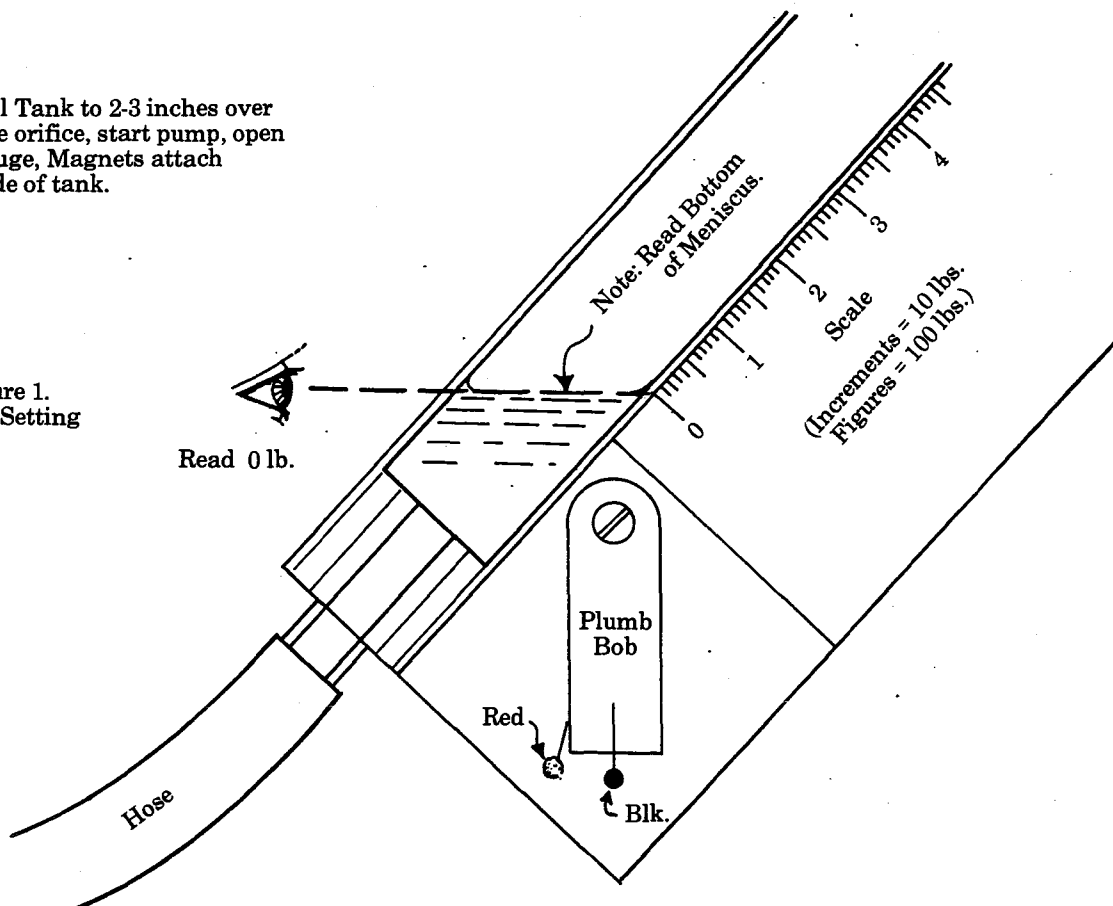 l Tank to 2-3 inches over
e orifice, start pump, open
uge, Magnets attach
de of tank.
Note: Read Bottom
of Meniscus.
ure 1.
Setting
Read 0 lb.
0
1
2
3
4
Scale
(Increments = 10 lbs.
Figures = 100 lbs.)
Plumb
Bob
Red
Blk.
Hose